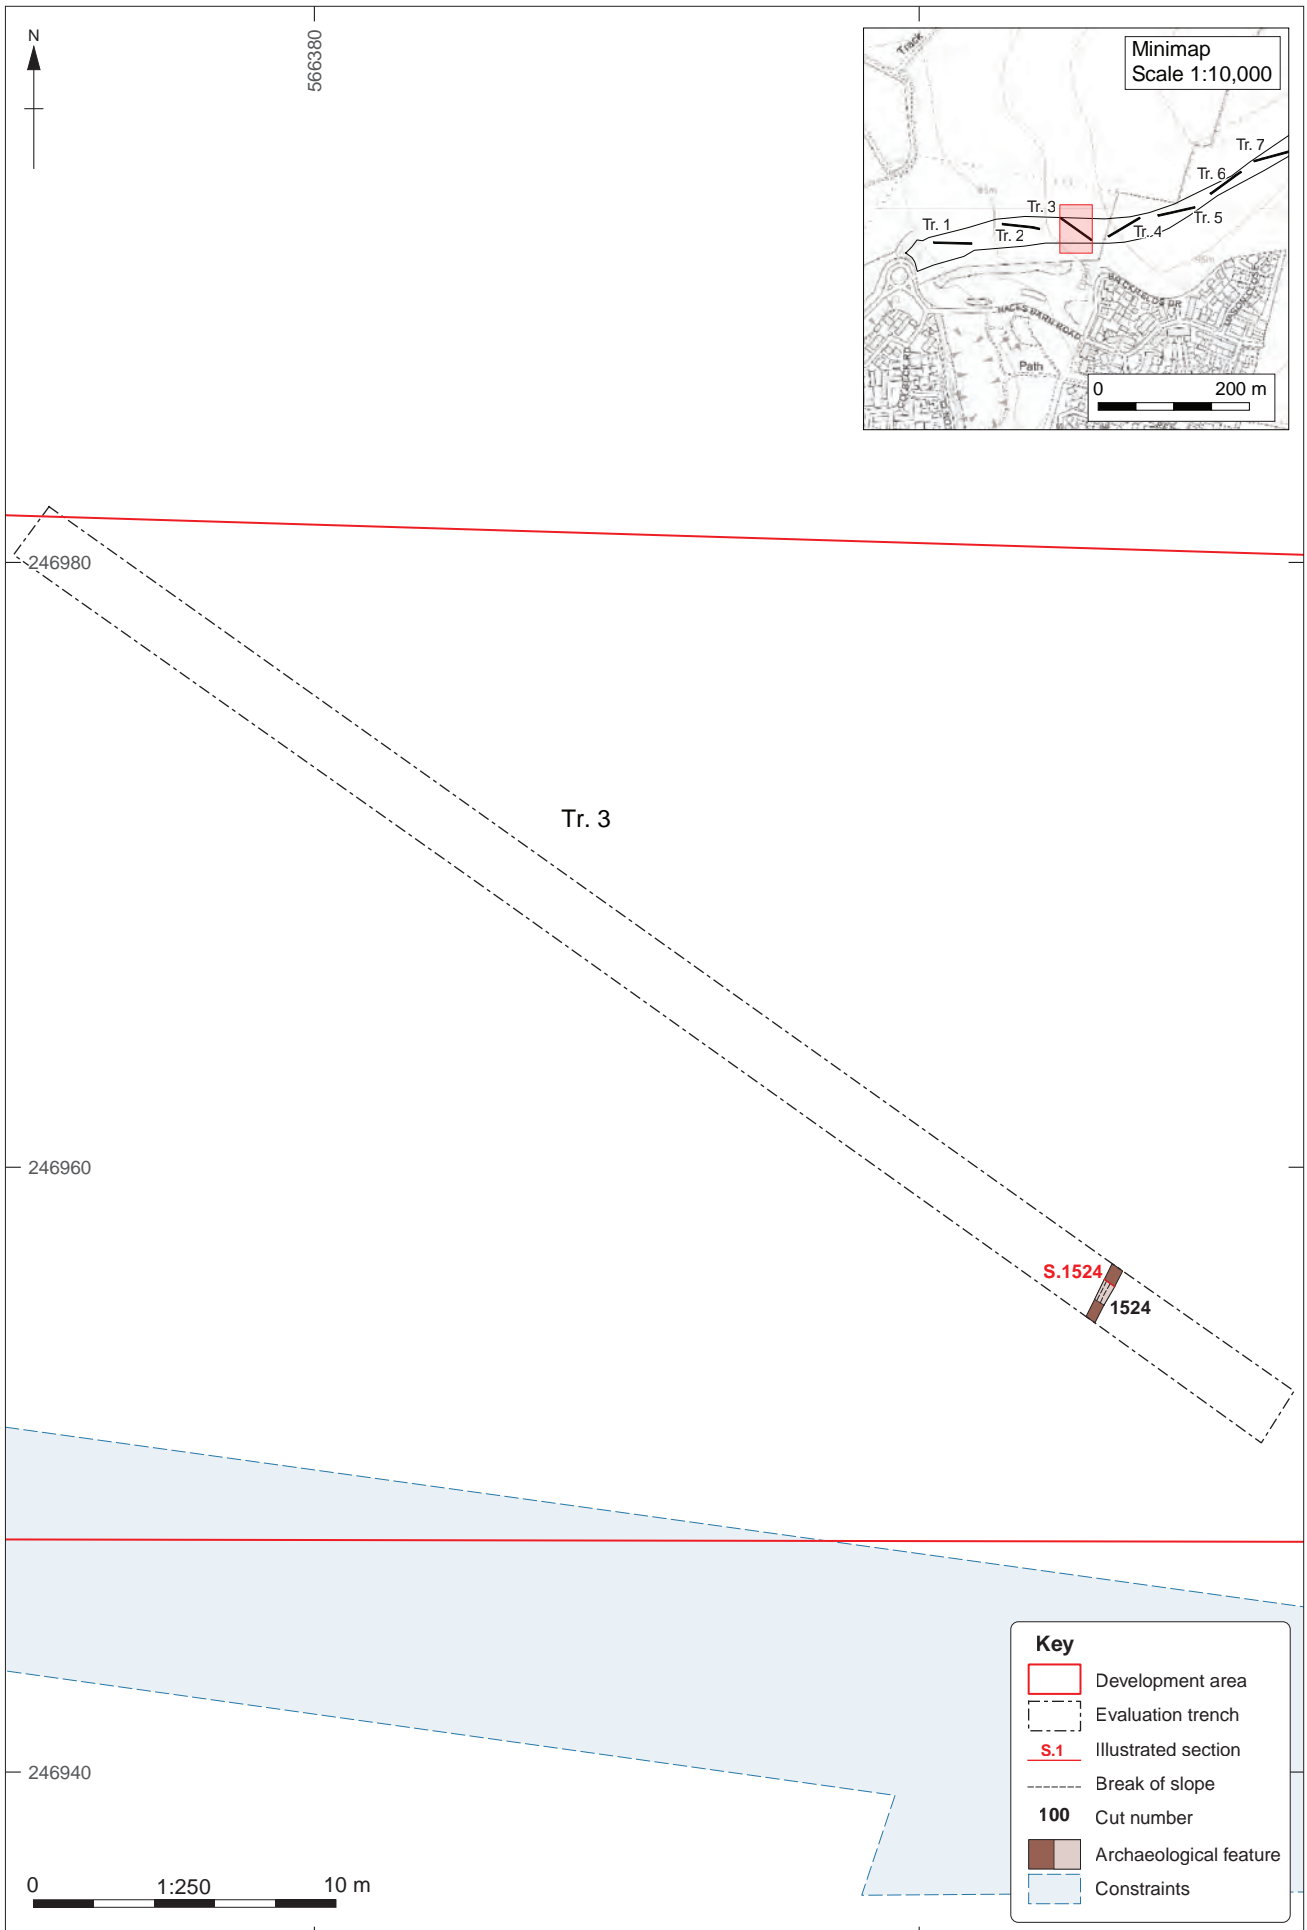 N
566380
Minimap
Scale 1:10,000
Track
Tr. 7
Tr. 6
Tr. 3
Tr. 5
Tr. 1
Tr. 2
Tr. 4
ROAD
Path
0 200 m
246980
Tr. 3
246960
S.1524
1524
246940
Key
Development area
Evaluation trench
S.1 Illustrated section
Break of slope
100 Cut number
Archaeological feature
Constraints
0 1:250 10 m